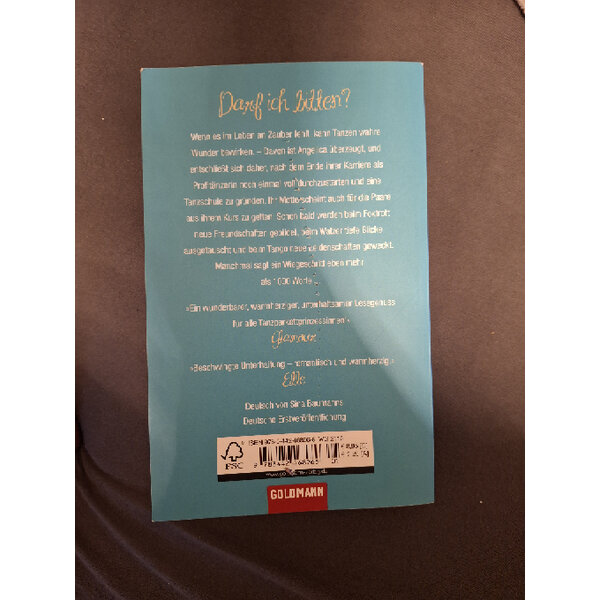 Darf ich bitten?
Wenn es im Leben an Zauber fehlt, kann Tanzen wahre
Wunder bewirken. – Davon ist Angelica überzeugt, und
entschließt sich daher, nach dem Ende ihrer Karriere als
Profitänzerin noch einmal voll durchzustarten und eine
Tanzschule zu gründen. Ihr Motto scheint auch für die Paare
aus ihrem Kurs zu gelten. Schon bald werden beim Foxtrott
neue Freundschaften gebildet, beim Walzer tiefe Blicke
ausgetauscht und beim Tango neue Leidenschaften geweckt.
Manchmal sagt ein Wiegeschritt eben mehr
als 1000 Worte ...
»Ein wunderbarer, warmherziger, unterhaltsamer Lesegenuss
für alle Tanzparkettprinzessinnen!«
Glamour
»Beschwingte Unterhaltung – romantisch und warmherzig.«
Elle
Deutsch von Sina Baumanns
Deutsche Erstveröffentlichung
FSC
ISBN
GOLDMANN